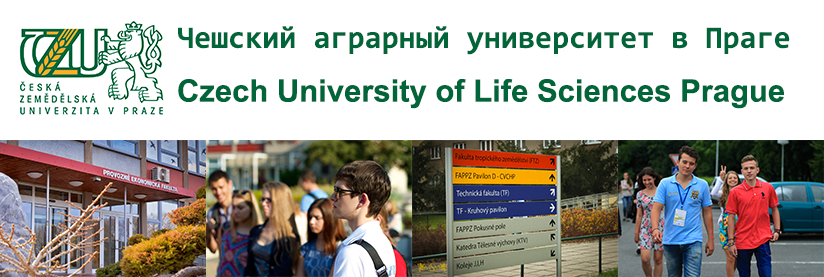 ČZU
ČESKÁ
ZEMĚDĚLSKÁ
UNIVERZITA V PRAZE
Чешский аграрный университет в Праге
Czech University of Life Sciences Prague
PROVOZNĚ EKONOMICKÁ FAKULTA
Fakulta tropického zemědělství (FTZ)
FAPPZ Pavilon D - CVCHP
Technická fakulta (TF)
TF - Kruhový pavilon
FAPPZ Pokusné pole
Katedra Tělesné výchovy (KTV)
Koleje JIH